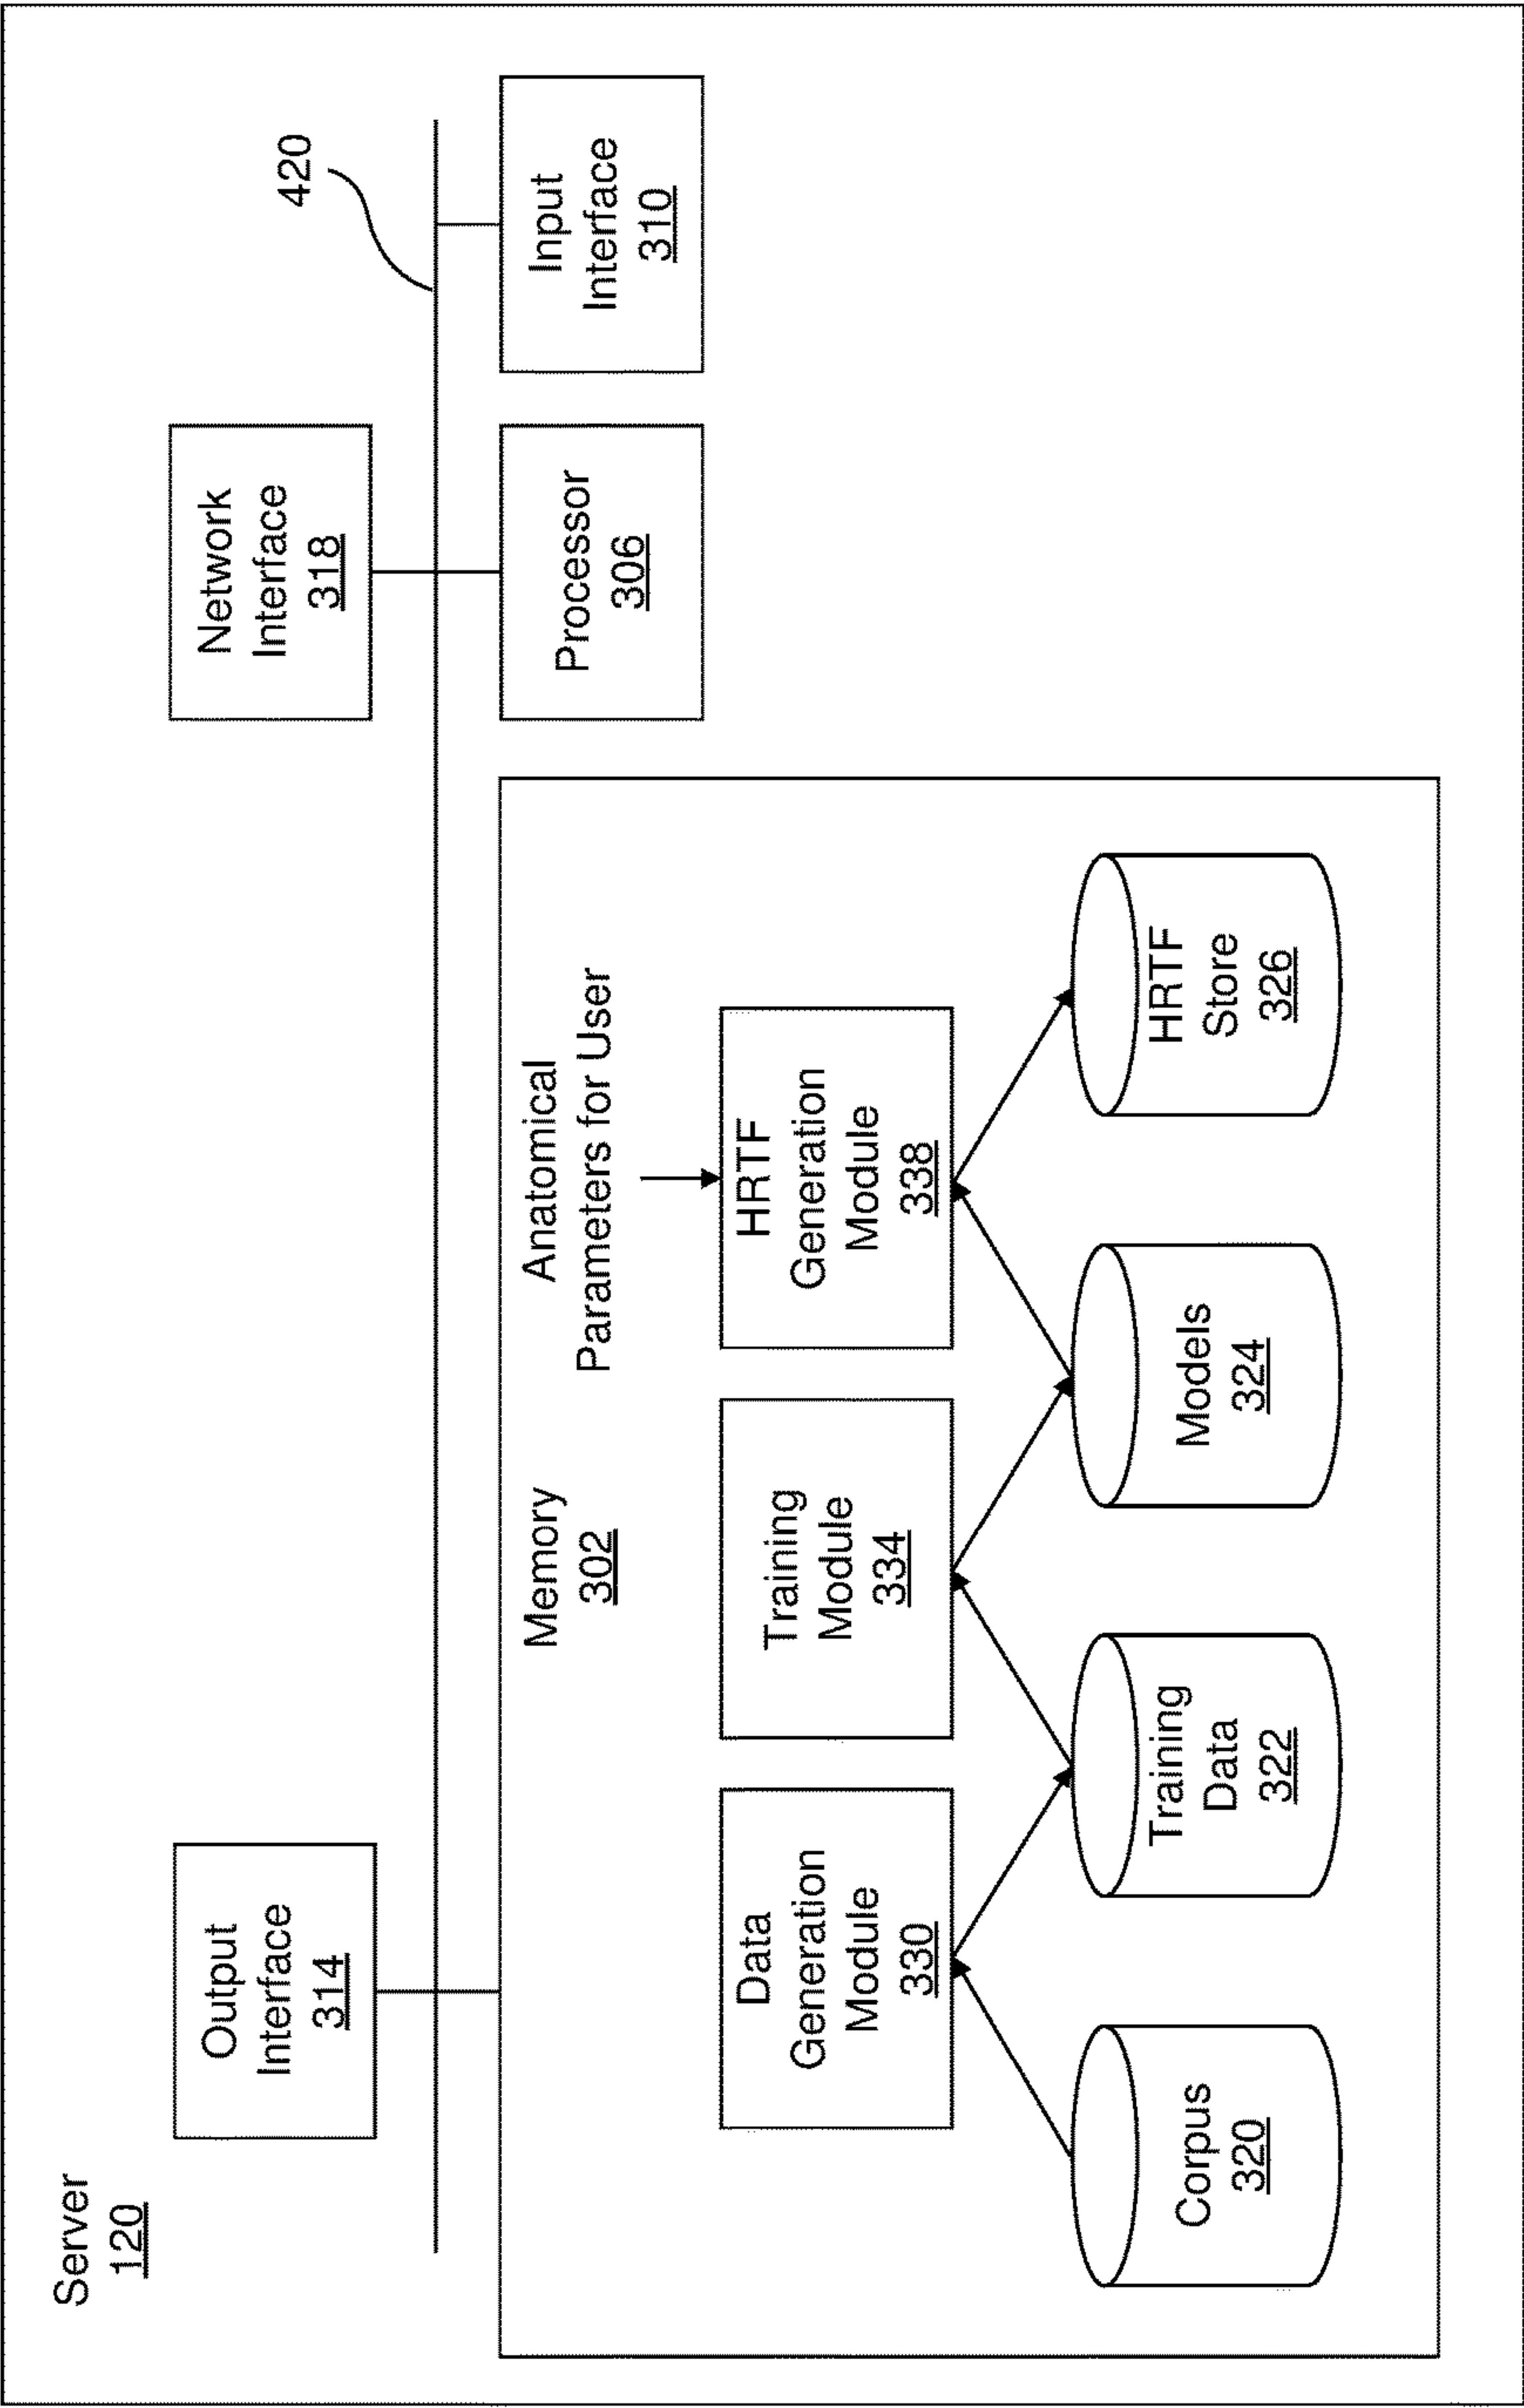 Server
120
Output
Interface
314
Network
Interface
318
420
Memory
302
Anatomical
Parameters for User
Processor
306
Input
Interface
310
Data
Generation
Module
330
Training
Module
334
HRTF
Generation
Module
338
Corpus
320
Training
Data
322
Models
324
HRTF
Store
326